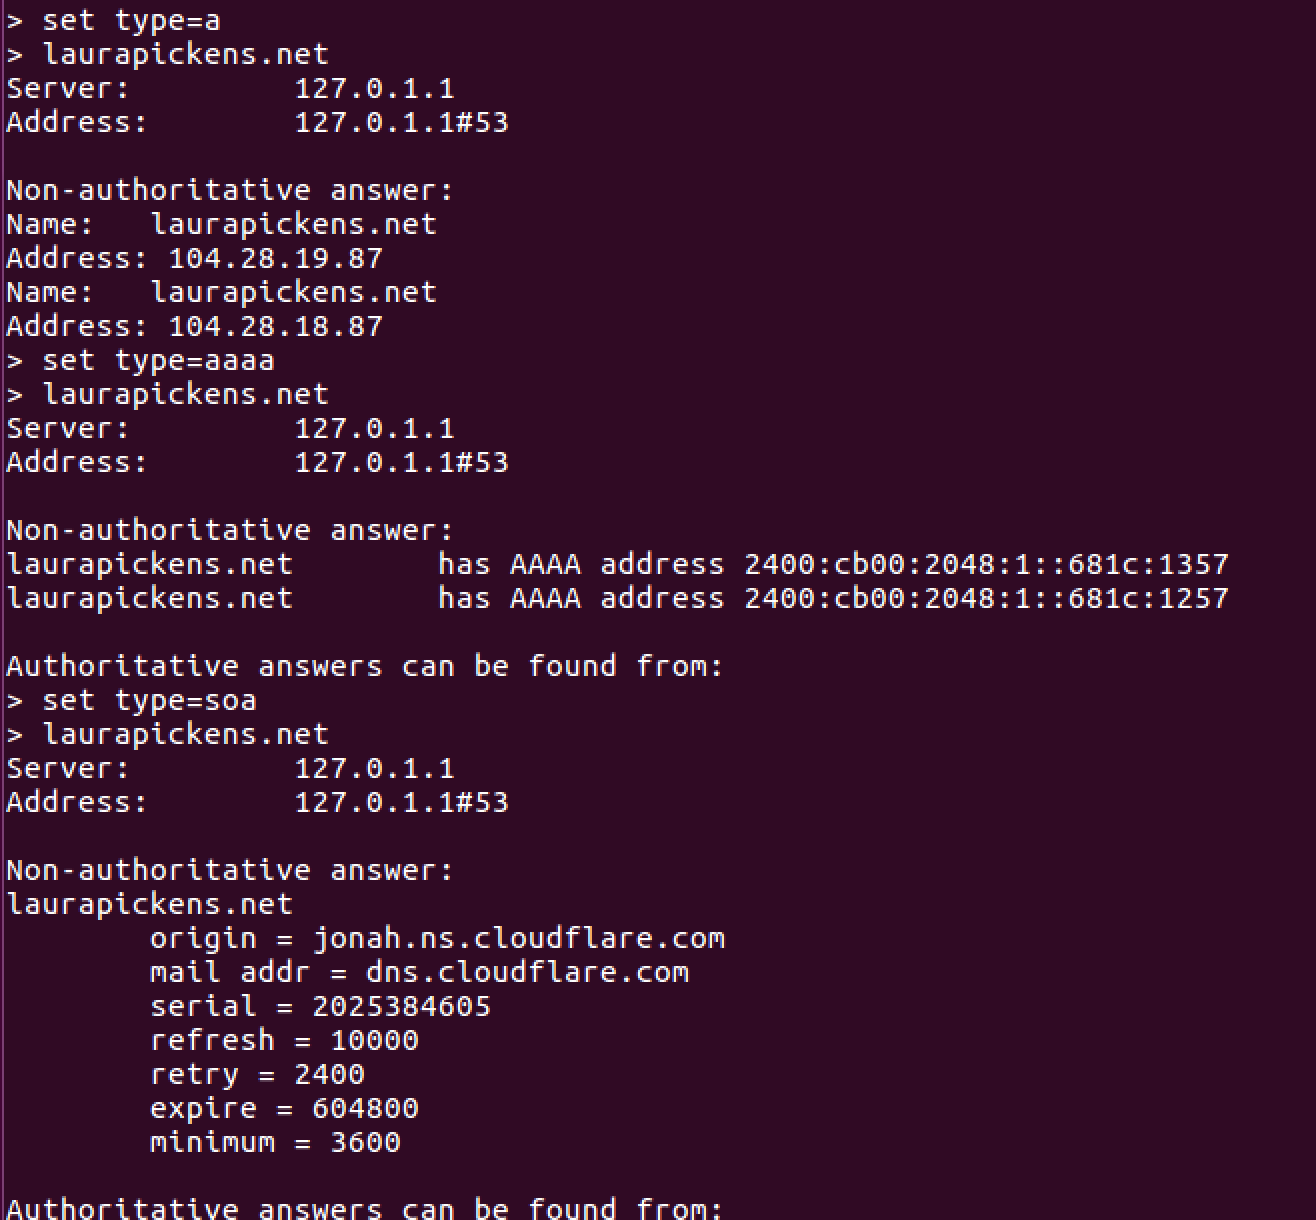 > set type=a
> laurapickens.net
Server:		127.0.1.1
Address:	127.0.1.1#53

Non-authoritative answer:
Name:	laurapickens.net
Address: 104.28.19.87
Name:	laurapickens.net
Address: 104.28.18.87
> set type=aaaa
> laurapickens.net
Server:		127.0.1.1
Address:	127.0.1.1#53

Non-authoritative answer:
laurapickens.net	has AAAA address 2400:cb00:2048:1::681c:1357
laurapickens.net	has AAAA address 2400:cb00:2048:1::681c:1257

Authoritative answers can be found from:
> set type=soa
> laurapickens.net
Server:		127.0.1.1
Address:	127.0.1.1#53

Non-authoritative answer:
laurapickens.net
	origin = jonah.ns.cloudflare.com
	mail addr = dns.cloudflare.com
	serial = 2025384605
	refresh = 10000
	retry = 2400
	expire = 604800
	minimum = 3600

Authoritative answers can be found from: